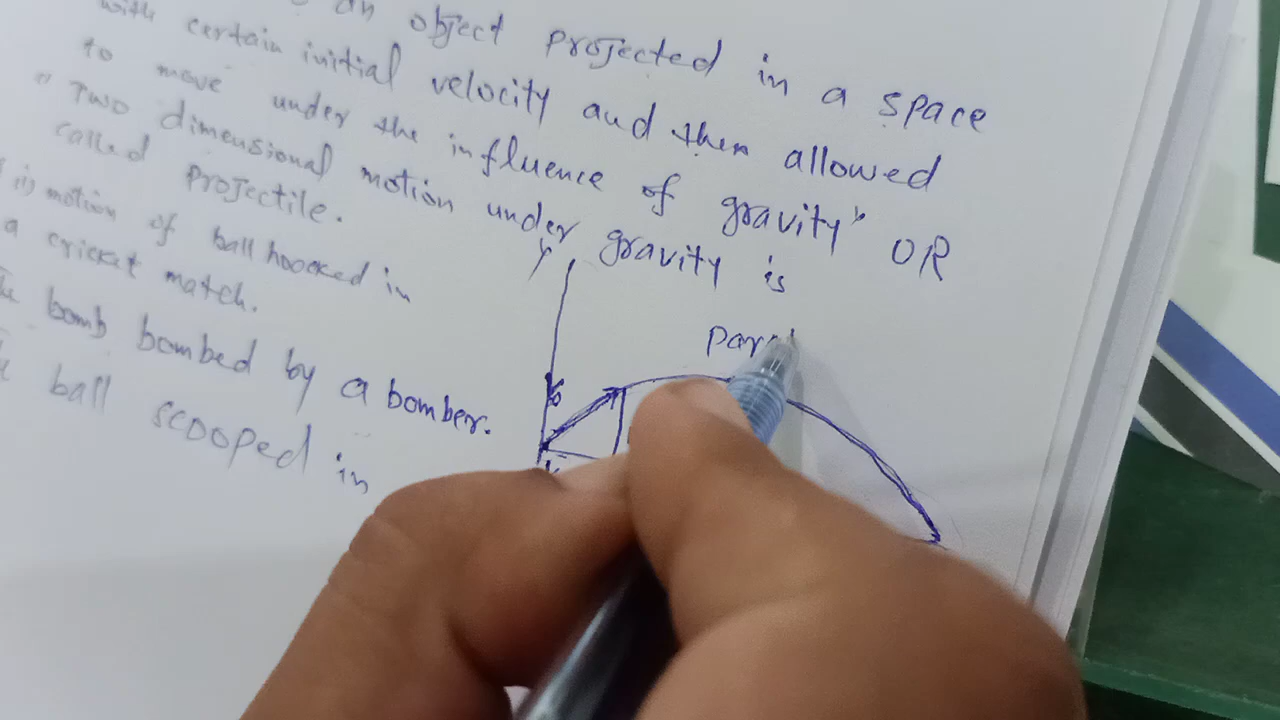 an object projected in a space
with certain initial velocity and then allowed
to move under the influence of gravity" OR
" Two dimensional motion under gravity is
called projectile.
ii) motion of ball hoocked in
a cricket match.
bomb bombed by a bomber.
ball scooped in
Y
Para